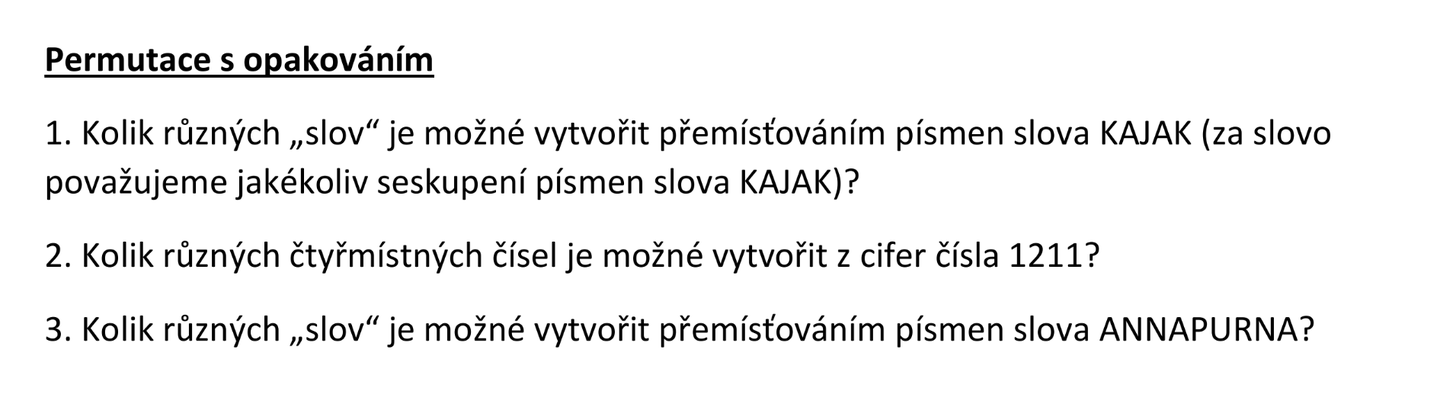 Permutace s opakováním
1. Kolik různých „slov“ je možné vytvořit přemísťováním písmen slova KAJAK (za slovo
považujeme jakékoliv seskupení písmen slova KAJAK)?
2. Kolik různých čtyřmístných čísel je možné vytvořit z cifer čísla 1211?
3. Kolik různých „slov“ je možné vytvořit přemísťováním písmen slova ANNAPURNA?